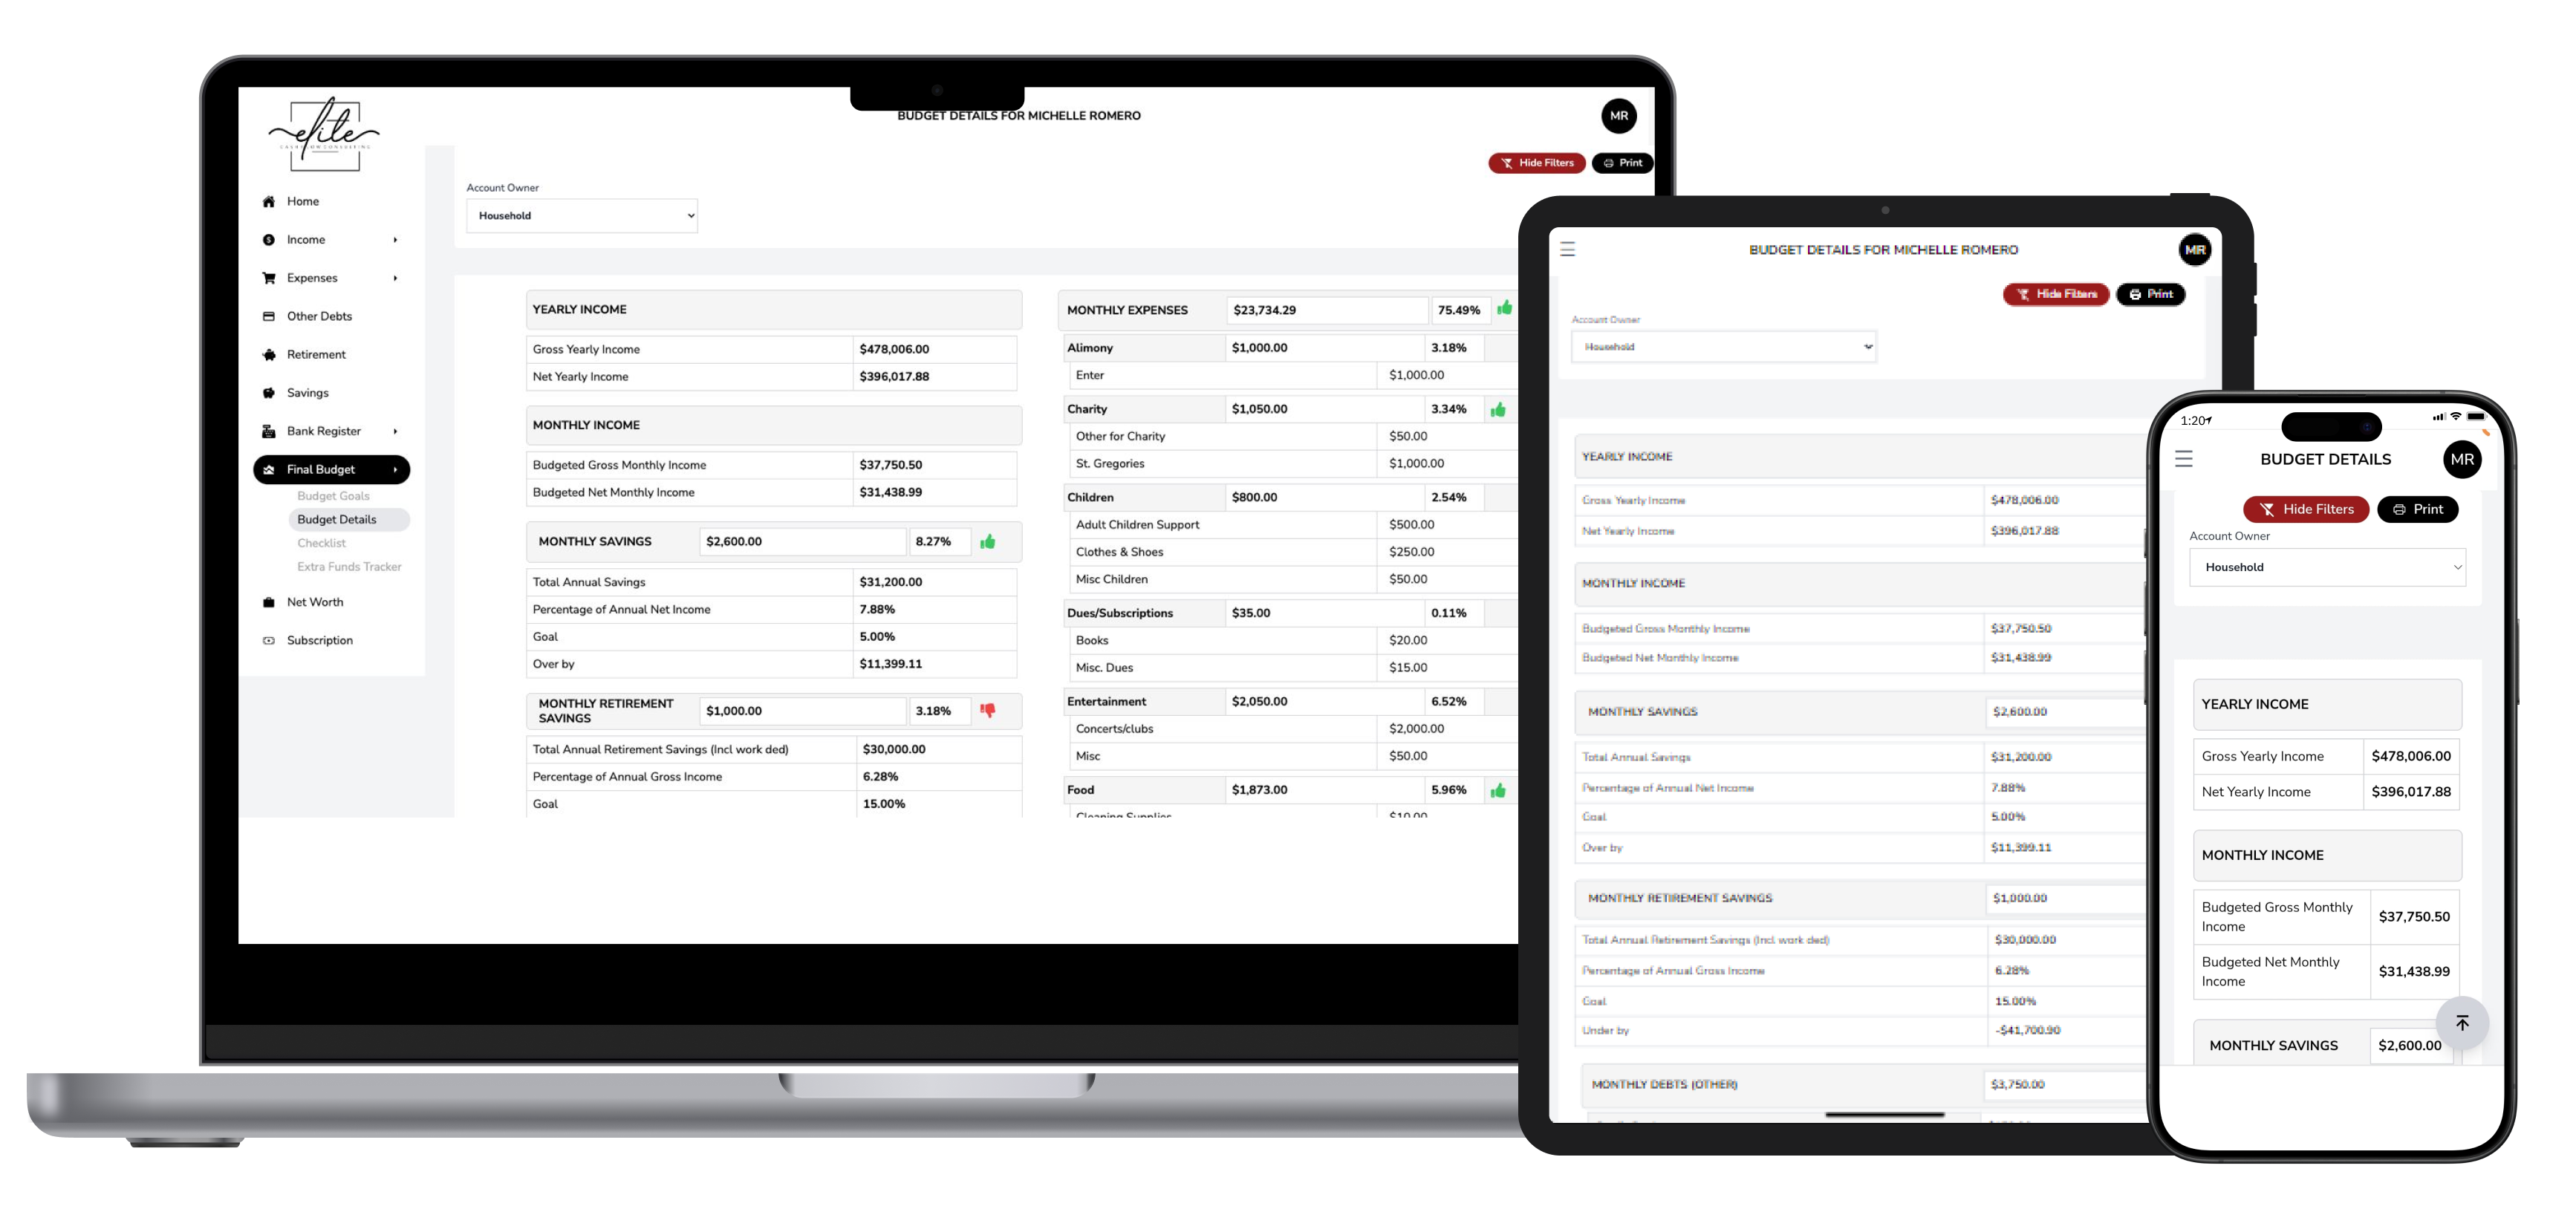 elite
CASHFLOW CONSULTING
BUDGET DETAILS FOR MICHELLE ROMERO
MR
Hide Filters
Print
Home
Income
Expenses
Other Debts
Retirement
Savings
Bank Register
Final Budget
Budget Goals
Budget Details
Checklist
Extra Funds Tracker
Net Worth
Subscription
Account Owner
Household
YEARLY INCOME
Gross Yearly Income $478,006.00
Net Yearly Income $396,017.88
MONTHLY INCOME
Budgeted Gross Monthly Income $37,750.50
Budgeted Net Monthly Income $31,438.99
MONTHLY SAVINGS $2,600.00 8.27%
Total Annual Savings $31,200.00
Percentage of Annual Net Income 7.88%
Goal 5.00%
Over by $11,399.11
MONTHLY RETIREMENT
SAVINGS $1,000.00 3.18%
Total Annual Retirement Savings (Incl work ded) $30,000.00
Percentage of Annual Gross Income 6.28%
Goal 15.00%
MONTHLY EXPENSES $23,734.29 75.49%
Alimony $1,000.00 3.18%
Enter $1,000.00
Charity $1,050.00 3.34%
Other for Charity $50.00
St. Gregories $1,000.00
Children $800.00 2.54%
Adult Children Support $500.00
Clothes & Shoes $250.00
Misc Children $50.00
Dues/Subscriptions $35.00 0.11%
Books $20.00
Misc. Dues $15.00
Entertainment $2,050.00 6.52%
Concerts/clubs $2,000.00
Misc $50.00
Food $1,873.00 5.96%
Cleaning Supplies $10.00
BUDGET DETAILS FOR MICHELLE ROMERO
MR
Hide Filters
Print
Account Owner
Household
YEARLY INCOME
Gross Yearly Income $478,006.00
Net Yearly Income $396,017.88
MONTHLY INCOME
Budgeted Gross Monthly Income $37,750.50
Budgeted Net Monthly Income $31,438.99
MONTHLY SAVINGS $2,600.00
Total Annual Savings $31,200.00
Percentage of Annual Net Income 7.88%
Goal 5.00%
Over by $11,399.11
MONTHLY RETIREMENT SAVINGS $1,000.00
Total Annual Retirement Savings (Incl work ded) $30,000.00
Percentage of Annual Gross Income 6.28%
Goal 15.00%
Under by -$41,700.90
MONTHLY DEBTS (OTHER) $3,750.00
1:20
BUDGET DETAILS
MR
Hide Filters
Print
Account Owner
Household
YEARLY INCOME
Gross Yearly Income $478,006.00
Net Yearly Income $396,017.88
MONTHLY INCOME
Budgeted Gross Monthly
Income $37,750.50
Budgeted Net Monthly
Income $31,438.99
MONTHLY SAVINGS $2,600.00